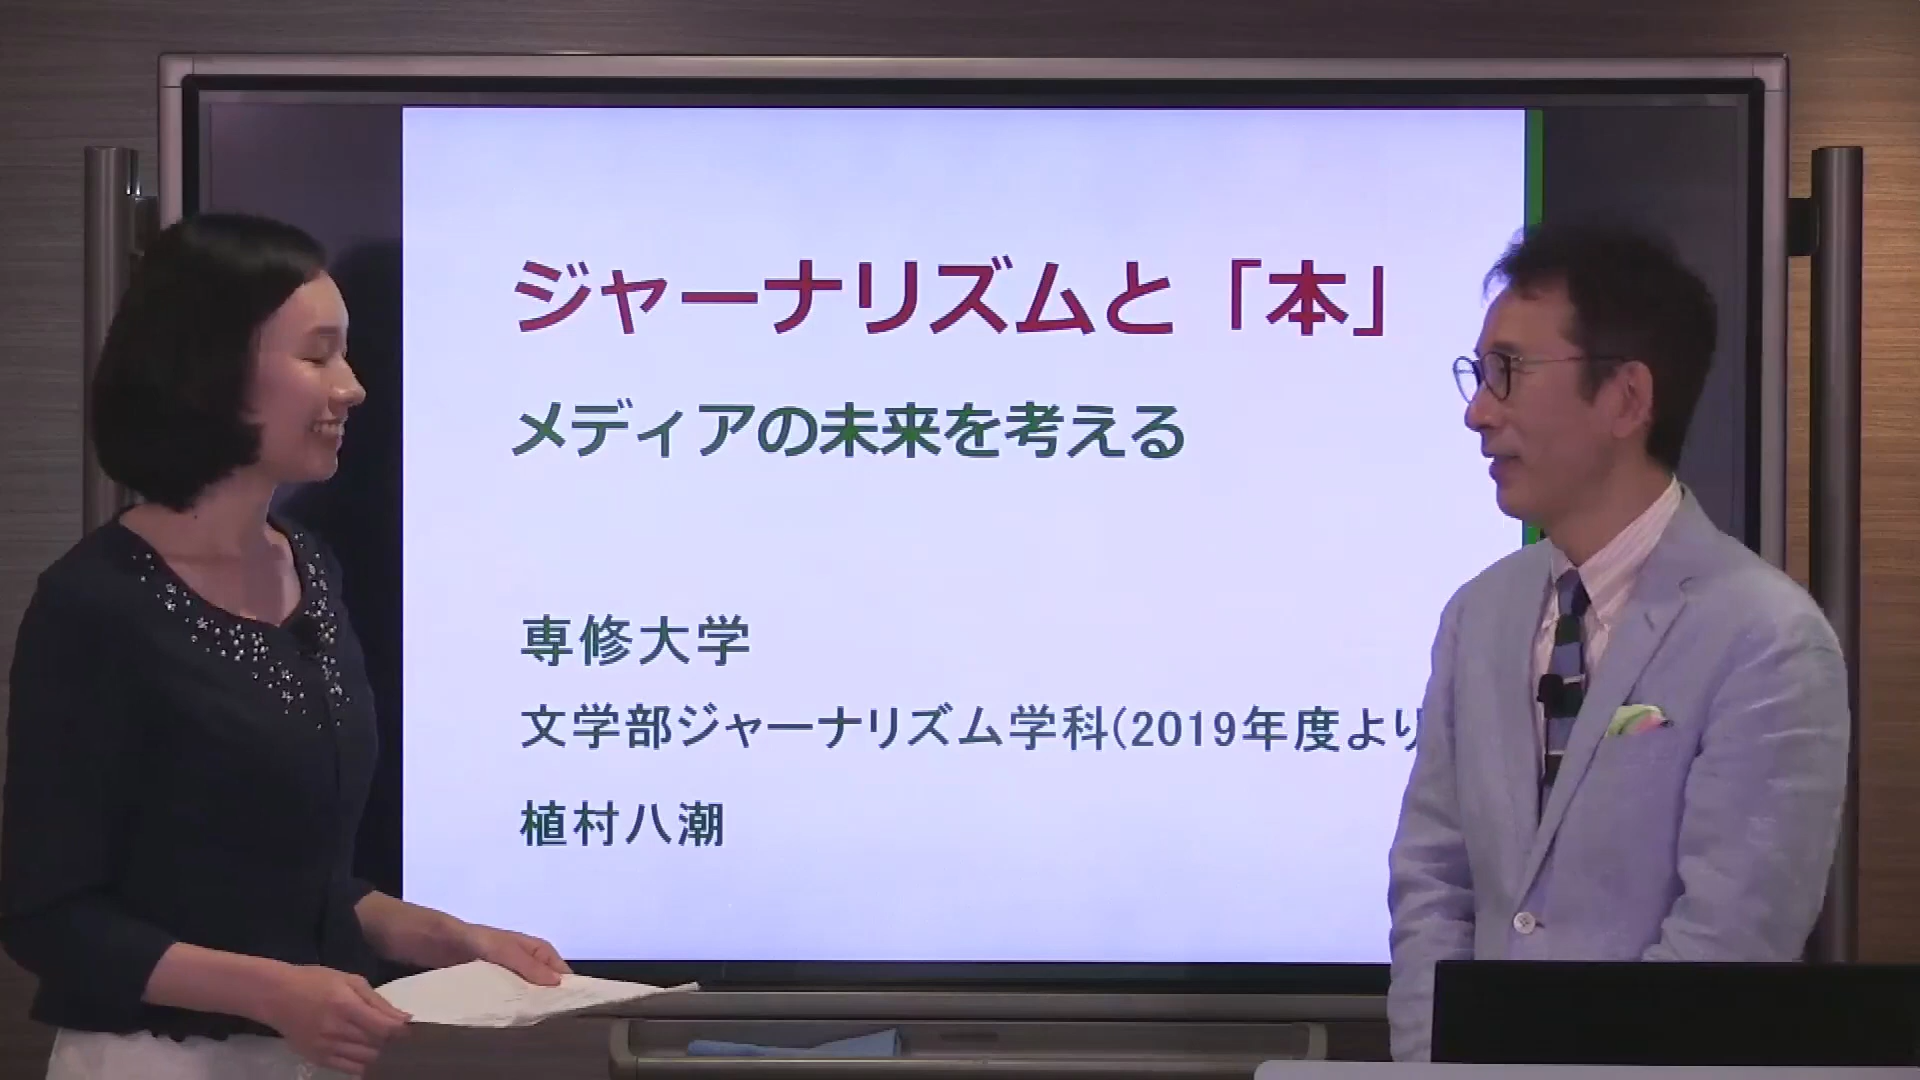 ジャーナリズムと「本」
メディアの未来を考える
専修大学
文学部ジャーナリズム学科(2019年度より
植村八潮